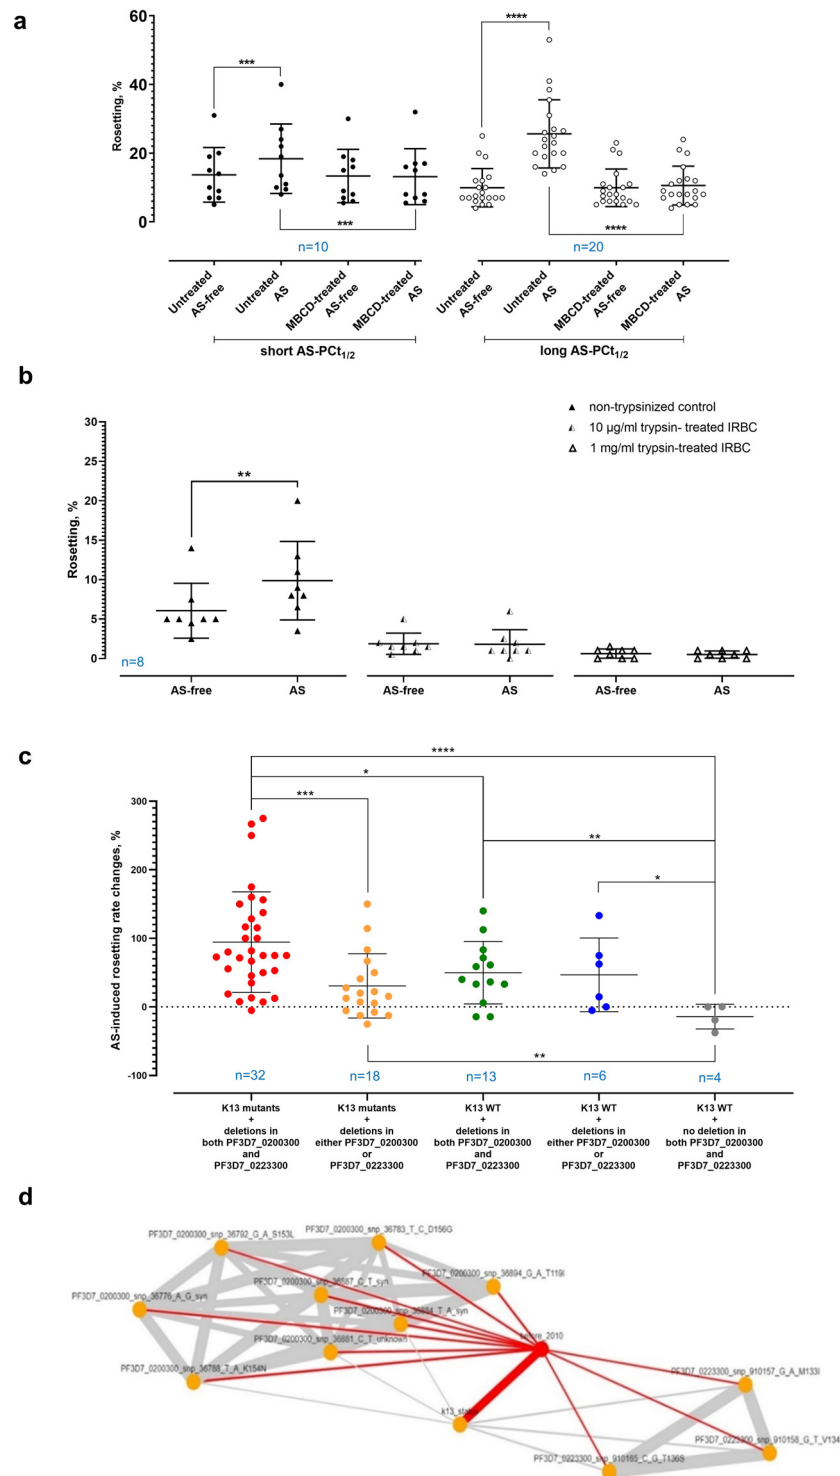 a
60
40
20
0
Rosetting, %
***
***
****
****
n=10
n=20
Untreated
AS-free
Untreated
AS
MBCD-treated
AS-free
MBCD-treated
AS
Untreated
AS-free
Untreated
AS
MBCD-treated
AS-free
MBCD-treated
AS
short AS-PCt1/2
long AS-PCt1/2
b
non-trypsinized control
10 µg/ml trypsin- treated IRBC
1 mg/ml trypsin-treated IRBC
30
25
20
15
10
5
0
Rosetting, %
**
n=8
AS-free
AS
AS-free
AS
AS-free
AS
c
****
*
***
**
*
**
300
200
100
0
-100
AS-induced rosetting rate changes, %
n=32
n=18
n=13
n=6
n=4
K13 mutants
+
deletions in
both PF3D7_0200300
and
PF3D7_0223300
K13 mutants
+
deletions in
either PF3D7_0200300
or
PF3D7_0223300
K13 WT
+
deletions in
both PF3D7_0200300
and
PF3D7_0223300
K13 WT
+
deletions in
either PF3D7_0200300
or
PF3D7_0223300
K13 WT
+
no deletion in
both PF3D7_0200300
and
PF3D7_0223300
d
PF3D7_0200300_snp_36783_T_C_D156G
PF3D7_0200300_snp_36792_G_A_S153L
PF3D7_0200300_snp_36894_G_A_T119I
PF3D7_0200300_snp_36887_C_T_syn
PF3D7_0200300_snp_36776_A_G_syn
PF3D7_0200300_snp_36884_T_A_syn
PF3D7_0200300_snp_36881_C_T_unknown
before_2010
PF3D7_0200300_snp_36788_T_A_K154N
PF3D7_0223300_snp_910157_G_A_M133I
k13_status
PF3D7_0223300_snp_910158_G_T_V134
PF3D7_0223300_snp_910165_C_G_T136S